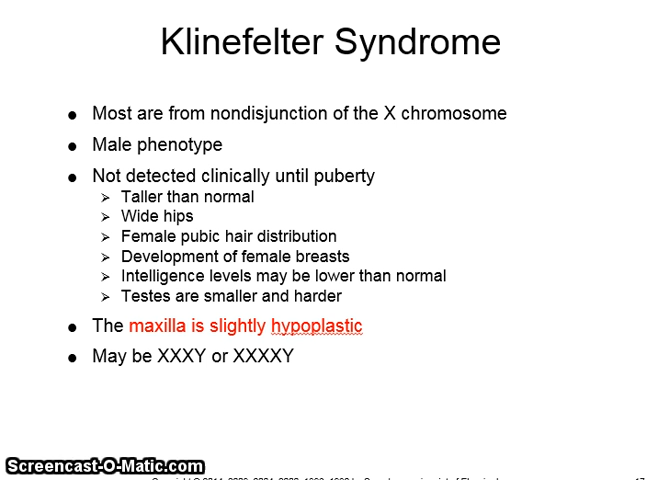 Klinefelter Syndrome
● Most are from nondisjunction of the X chromosome
● Male phenotype
● Not detected clinically until puberty
➢ Taller than normal
➢ Wide hips
➢ Female pubic hair distribution
➢ Development of female breasts
➢ Intelligence levels may be lower than normal
➢ Testes are smaller and harder
● The maxilla is slightly hypoplastic
● May be XXXY or XXXXY
Screencast-O-Matic.com